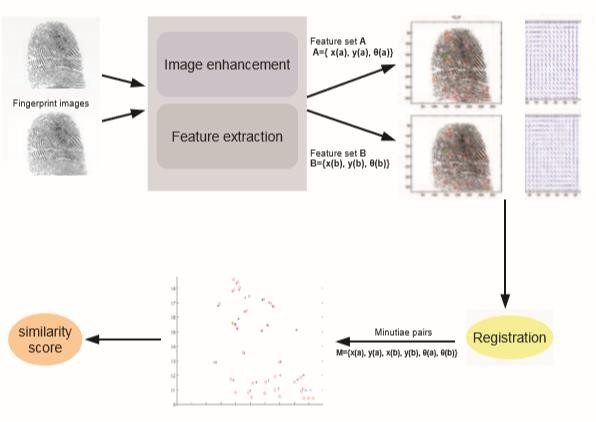 Fingerprint images
Image enhancement
Feature extraction
Feature set A
A={ x(a), y(a), θ(a)}
Feature set B
B={x(b), y(b), θ(b)}
Registration
Minutiae pairs
M={x(a), y(a), x(b), y(b), θ(a), θ(b)}
similarity
score